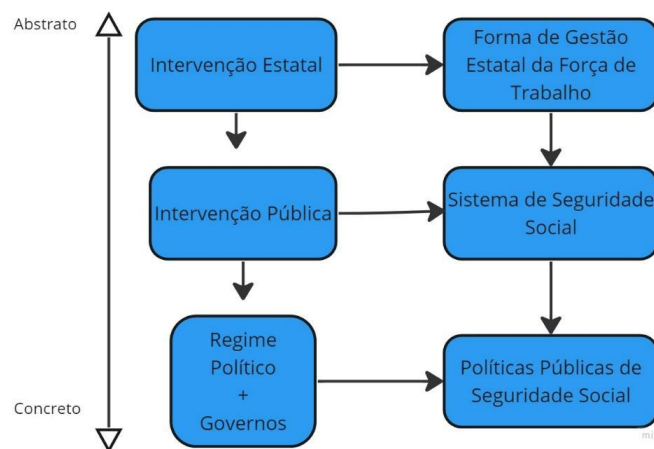 Abstrato
Intervenção Estatal
Forma de Gestão
Estatal da Força de
Trabalho
Intervenção Pública
Sistema de Seguridade
Social
Regime
Político
+
Governos
Políticas Públicas de
Seguridade Social
Concreto
mi